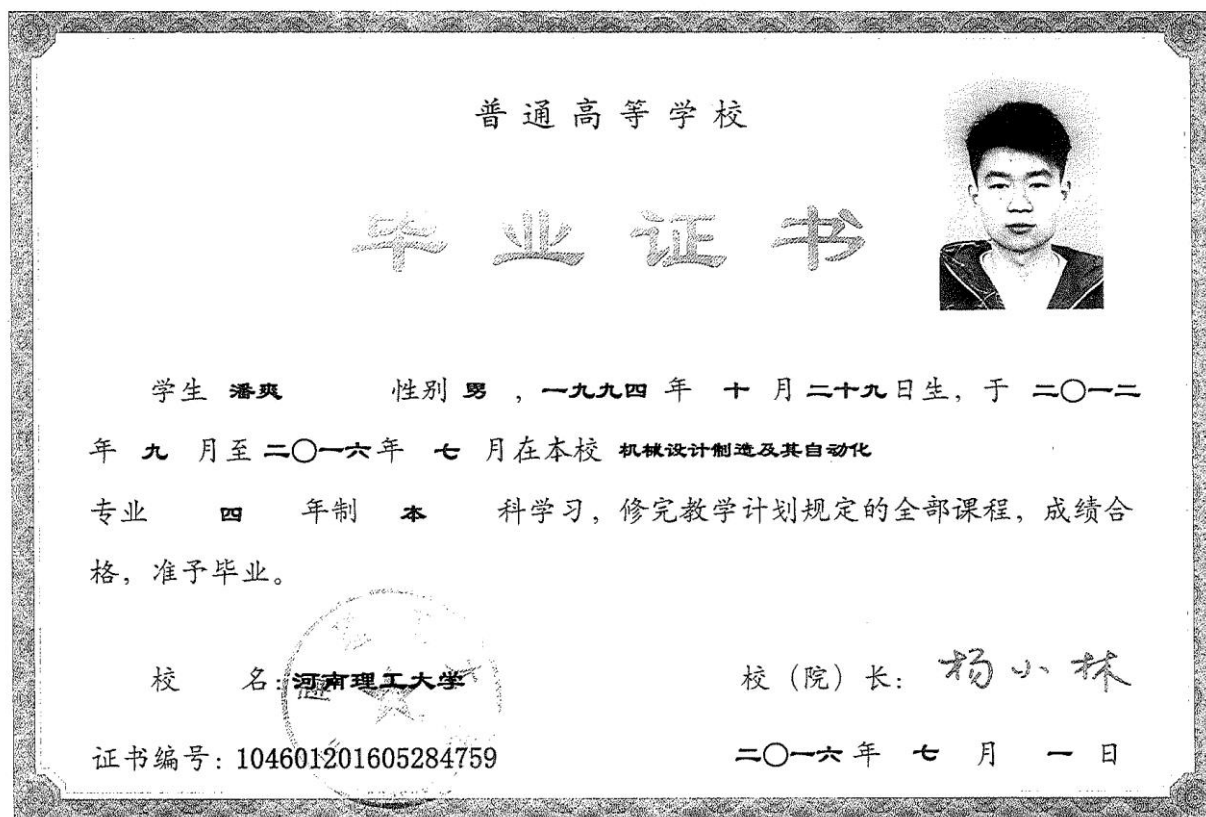 普通高等学校
毕业证书
学生 潘爽 性别 男 ，一九九四 年 十 月 二十九日生，于 二〇一二
年 九 月至 二〇一六年 七 月在本校 机械设计制造及其自动化
专业 四 年制 本 科学习，修完教学计划规定的全部课程，成绩合
格，准予毕业。
校 名：河南理工大学
校（院）长：杨小林
证书编号：104601201605284759
二〇一六 年 七 月 一 日